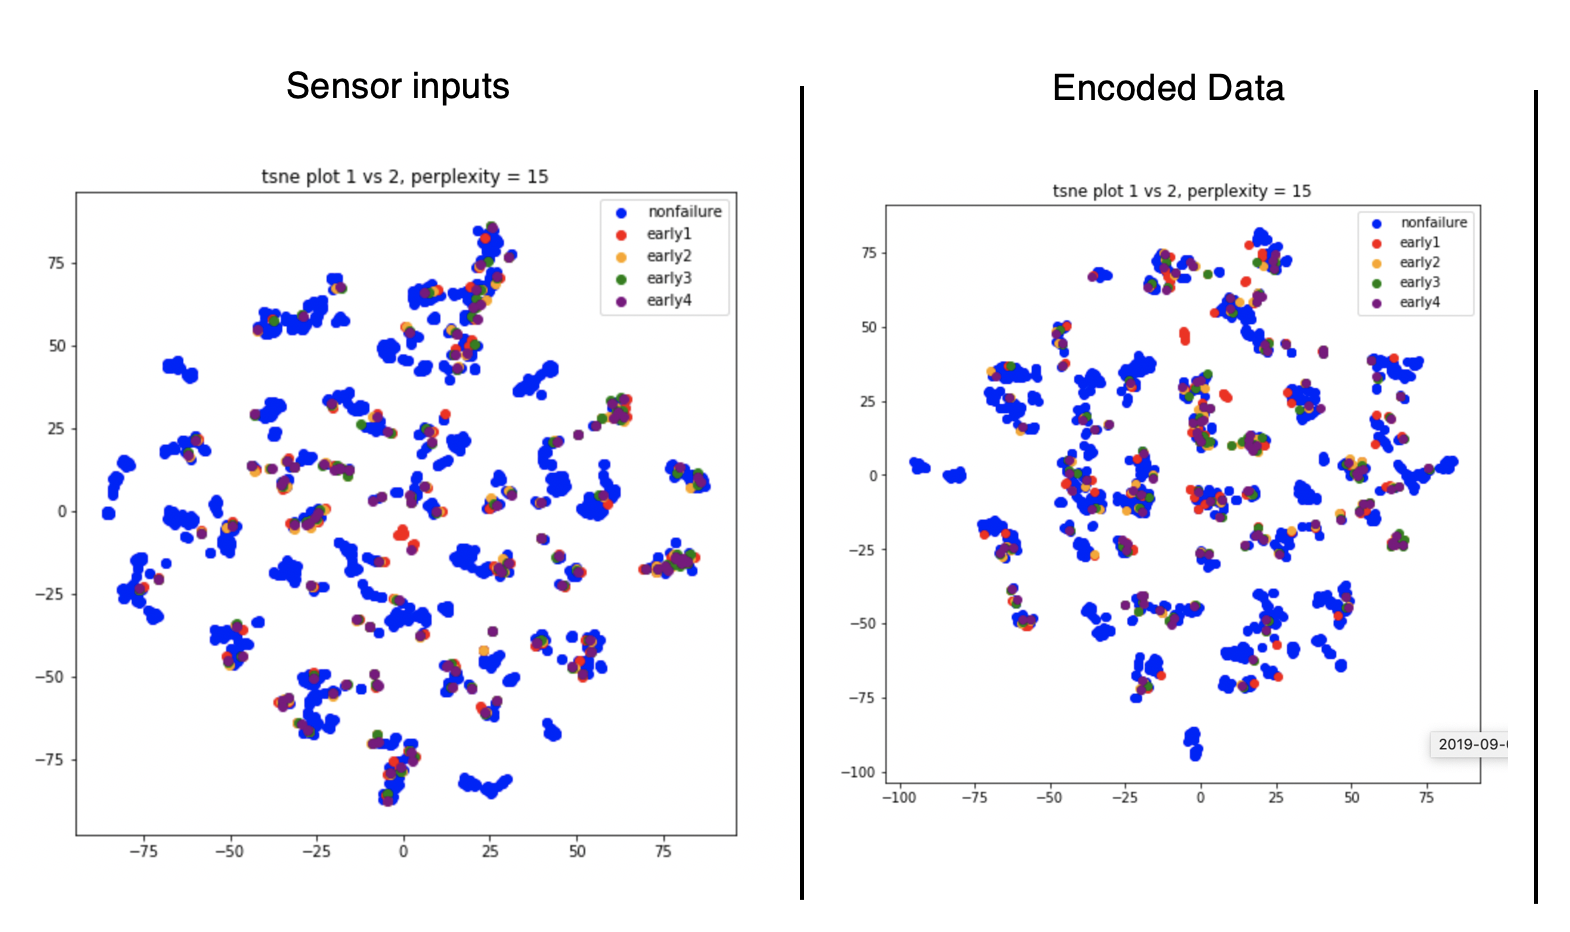 Sensor inputs
tsne plot 1 vs 2, perplexity = 15
nonfailure
early1
early2
early3
early4
75
50
25
0
−25
−50
−75
−75 −50 −25 0 25 50 75
Encoded Data
tsne plot 1 vs 2, perplexity = 15
nonfailure
early1
early2
early3
early4
75
50
25
0
−25
−50
−75
−100
−100 −75 −50 −25 0 25 50 75
2019-09-